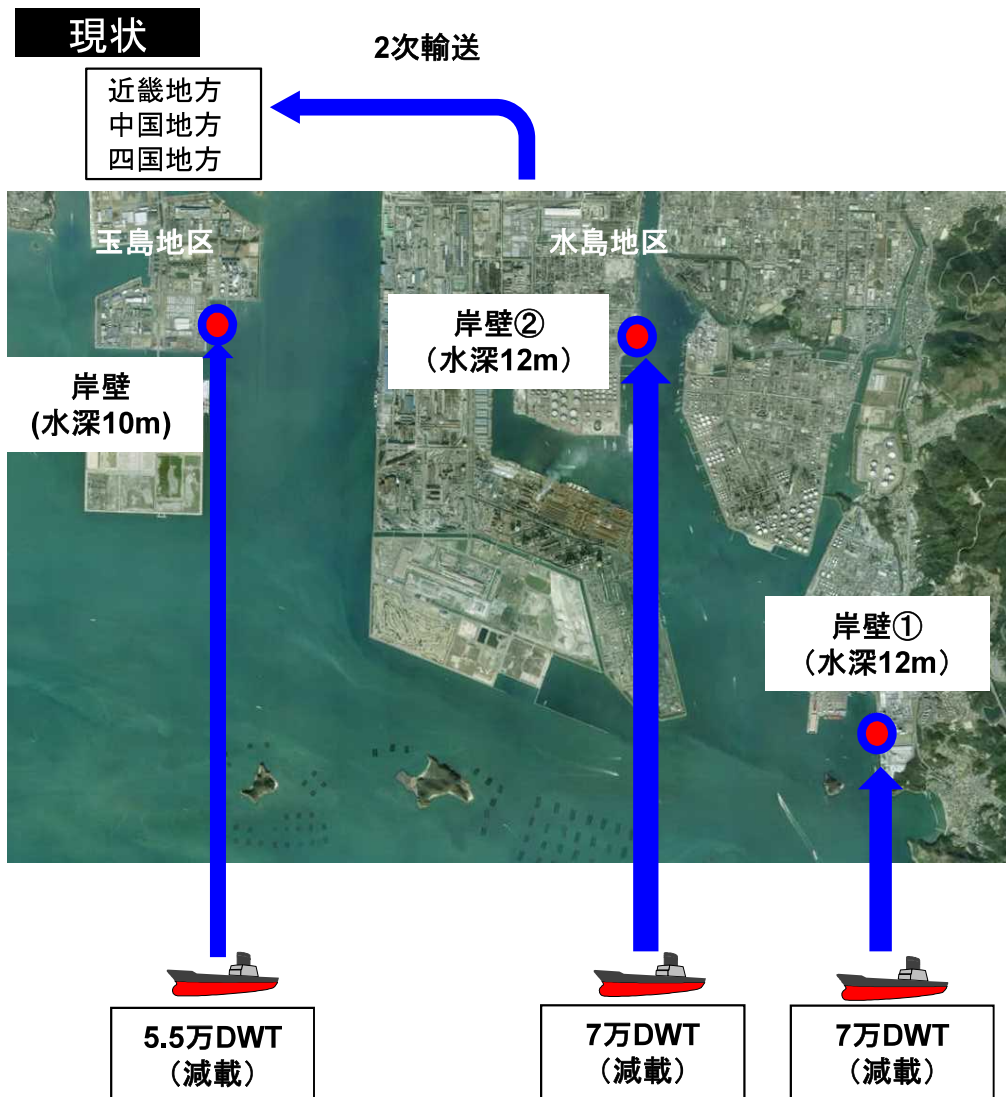 現状
2次輸送
近畿地方
中国地方
四国地方
玉島地区
水島地区
岸壁②
（水深12m）
岸壁
(水深10m)
岸壁①
（水深12m）
5.5万DWT
（減載）
7万DWT
（減載）
7万DWT
（減載）